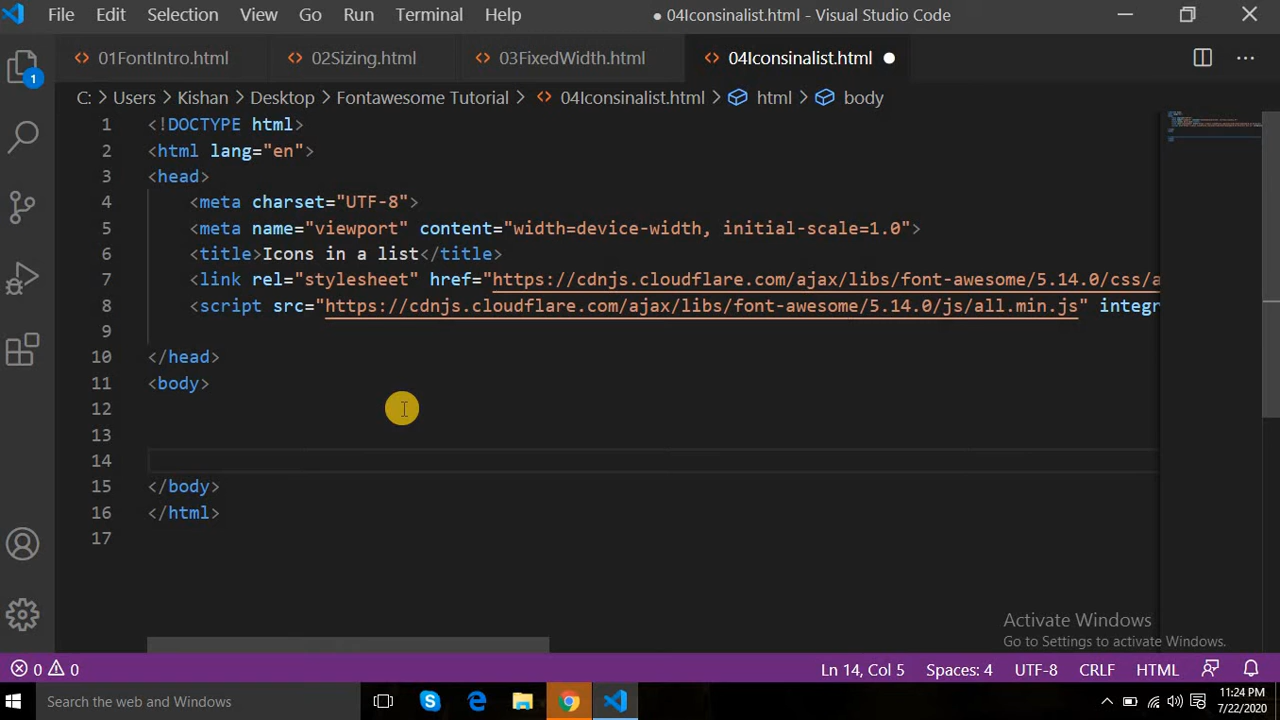 File Edit Selection View Go Run Terminal Help ● 04Iconsinalist.html - Visual Studio Code
01FontIntro.html 02Sizing.html 03FixedWidth.html 04Iconsinalist.html
1
C: > Users > Kishan > Desktop > Fontawesome Tutorial > 04Iconsinalist.html > html > body
1 <!DOCTYPE html>
2 <html lang="en">
3 <head>
4 <meta charset="UTF-8">
5 <meta name="viewport" content="width=device-width, initial-scale=1.0">
6 <title>Icons in a list</title>
7 <link rel="stylesheet" href="https://cdnjs.cloudflare.com/ajax/libs/font-awesome/5.14.0/css/a
8 <script src="https://cdnjs.cloudflare.com/ajax/libs/font-awesome/5.14.0/js/all.min.js" integr
9
10 </head>
11 <body>
12
13
14
15 </body>
16 </html>
17
Activate Windows
Go to Settings to activate Windows.
0 0 Ln 14, Col 5 Spaces: 4 UTF-8 CRLF HTML
Search the web and Windows
11:24 PM
7/22/2020